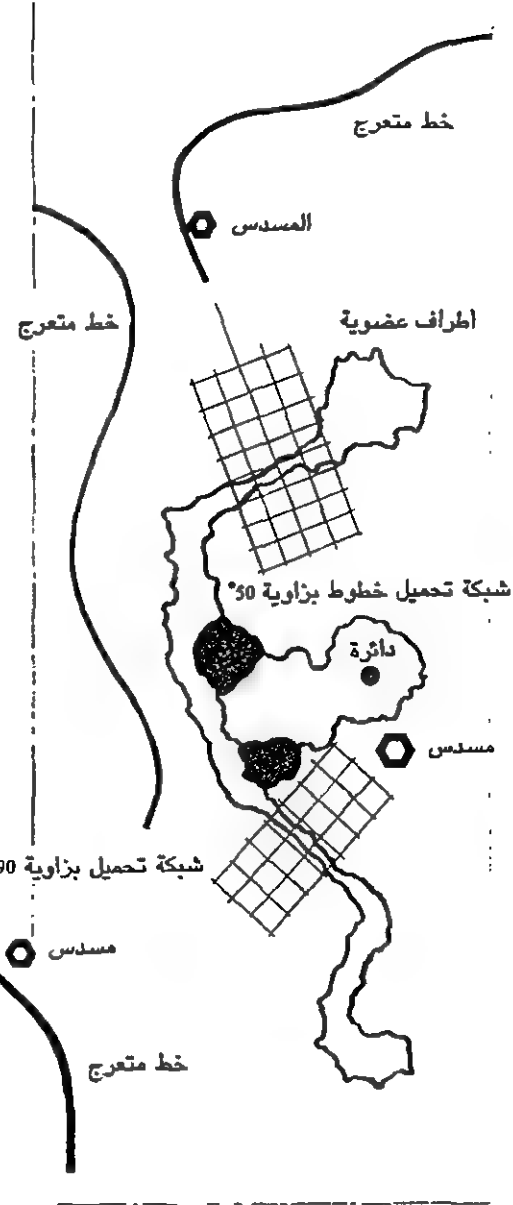 خط متعرج
المسدس
خط متعرج
اطراف عضوية
شبكة تحميل خطوط بزاوية 50°
دائرة
مسدس
شبكة تحميل بزاوية 90
مسدس
خط متعرج